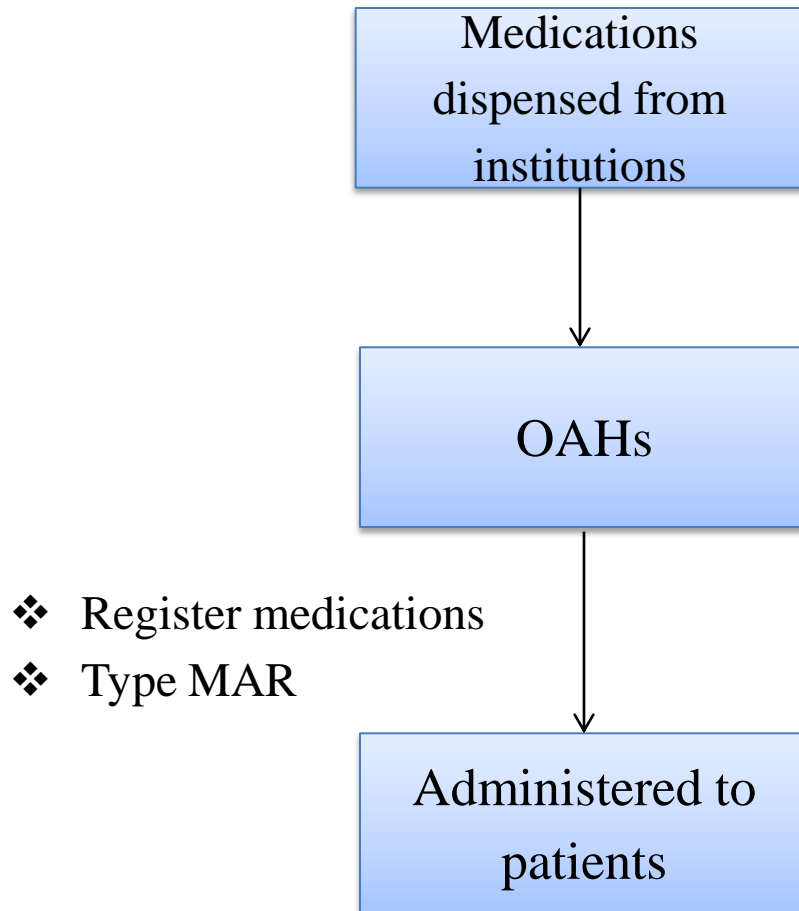 Medications
dispensed from
institutions
OAHs
❖ Register medications
❖ Type MAR
Administered to
patients